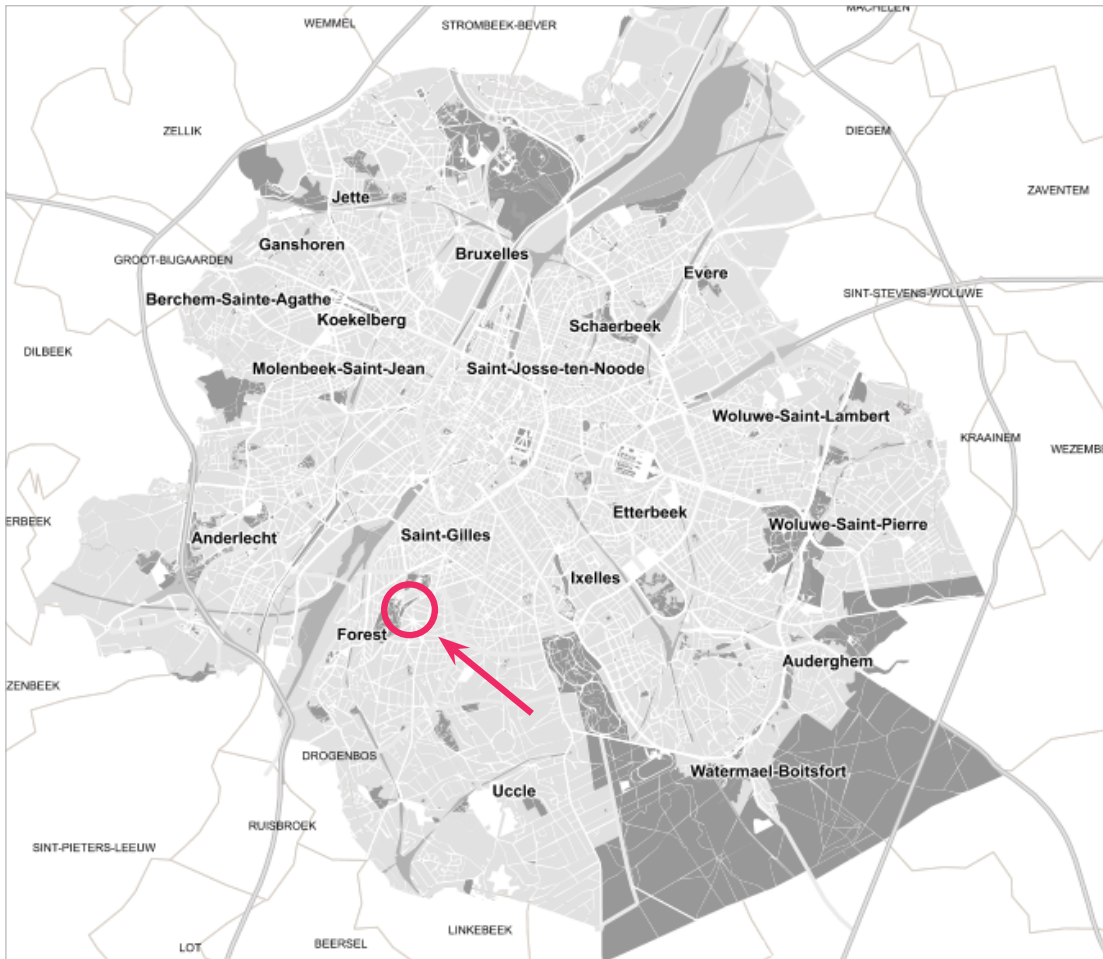 MACHELEN
WEMMEL
STROMBEEK-BEVER
ZELLIK
DIEGEM
ZAVENTEM
Jette
Ganshoren
Bruxelles
GROOT-BIJGAARDEN
Evere
SINT-STEVENS-WOLUWE
Berchem-Sainte-Agathe
Koekelberg
Schaerbeek
DILBEEK
Molenbeek-Saint-Jean
Saint-Josse-ten-Noode
Woluwe-Saint-Lambert
KRAAINEM
WEZEMB
Etterbeek
ERBEEK
Woluwe-Saint-Pierre
Anderlecht
Saint-Gilles
Ixelles
Forest
Auderghem
ZENBEEK
DROGENBOS
Watermael-Boitsfort
Uccle
RUISBROEK
SINT-PIETERS-LEEUW
LINKEBEEK
BEERSEL
LOT